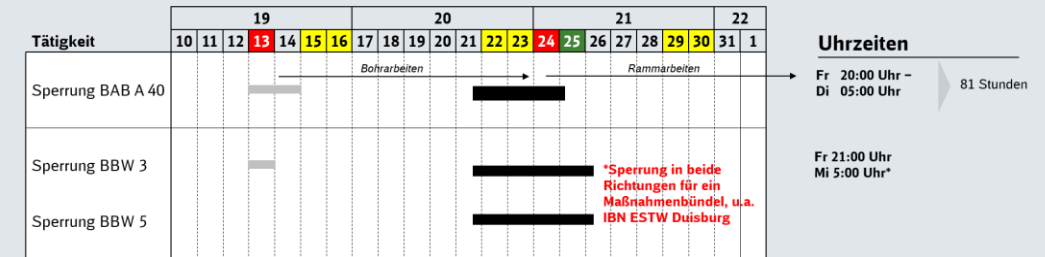 19 20 21 22
Tätigkeit 10 11 12 13 14 15 16 17 18 19 20 21 22 23 24 25 26 27 28 29 30 31 1
Uhrzeiten
Bohrarbeiten Rammarbeiten
Sperrung BAB A 40
Fr 20:00 Uhr –
Di 05:00 Uhr
81 Stunden
Sperrung BBW 3
Fr 21:00 Uhr
Mi 5:00 Uhr*
*Sperrung in beide
Richtungen für ein
Maßnahmenbündel, u.a.
IBN ESTW Duisburg
Sperrung BBW 5